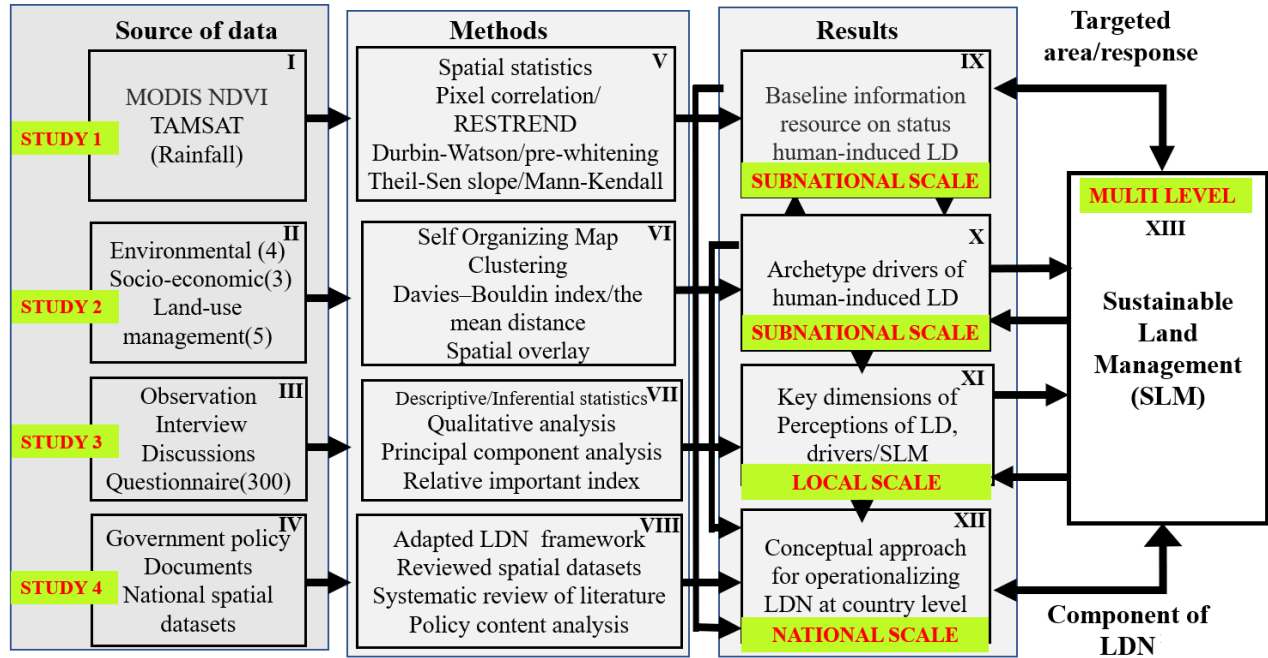 Source of data
I
MODIS NDVI
TAMSAT
(Rainfall)
STUDY 1
II
Environmental (4)
Socio-economic(3)
Land-use
management(5)
STUDY 2
III
Observation
Interview
Discussions
Questionnaire(300)
STUDY 3
IV
Government policy
Documents
National spatial
datasets
STUDY 4
Methods
V
Spatial statistics
Pixel correlation/
RESTREND
Durbin-Watson/pre-whitening
Theil-Sen slope/Mann-Kendall
VI
Self Organizing Map
Clustering
Davies–Bouldin index/the
mean distance
Spatial overlay
VII
Descriptive/Inferential statistics
Qualitative analysis
Principal component analysis
Relative important index
VIII
Adapted LDN framework
Reviewed spatial datasets
Systematic review of literature
Policy content analysis
Results
IX
Baseline information
resource on status
human-induced LD
SUBNATIONAL SCALE
X
Archetype drivers of
human-induced LD
SUBNATIONAL SCALE
XI
Key dimensions of
Perceptions of LD,
drivers/SLM
LOCAL SCALE
XII
Conceptual approach
for operationalizing
LDN at country level
NATIONAL SCALE
Targeted
area/response
MULTI LEVEL
XIII
Sustainable
Land
Management
(SLM)
Component of
LDN